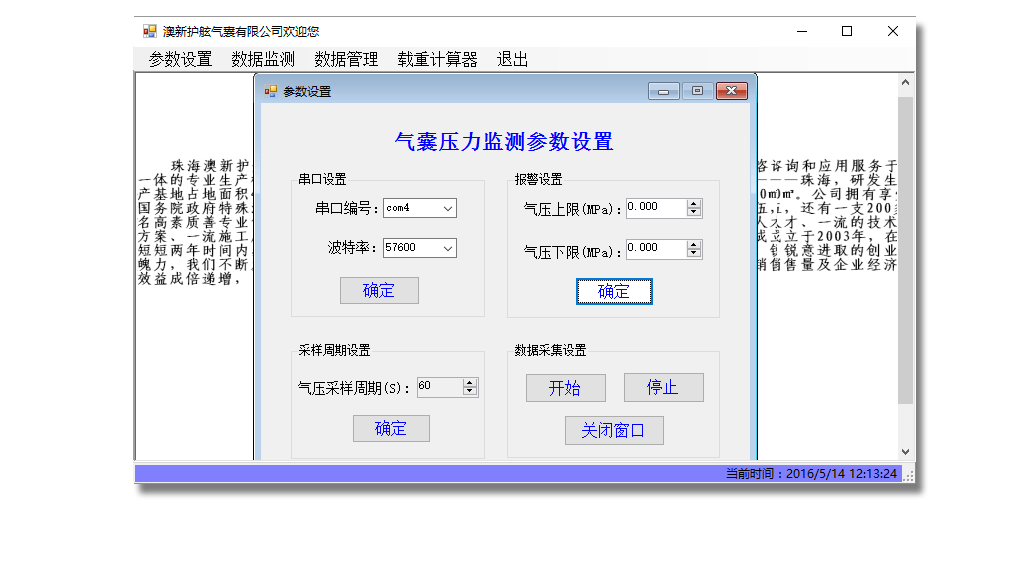 澳新护舷气囊有限公司欢迎您
参数设置 数据监测 数据管理 载重计算器 退出
参数设置
气囊压力监测参数设置
串口设置
串口编号: com4
波特率: 57600
确定
报警设置
气压上限(MPa): 0.000
气压下限(MPa): 0.000
确定
采样周期设置
气压采样周期(S): 60
确定
数据采集设置
开始 停止
关闭窗口
珠海澳新护
一体的专业生产
产基地占地面积
国务院政府特殊
名高素质善专业
方案、一流施工
短短两年时间内
魄力，我们不断
效益成倍递增，
询和应用服务于
———珠海，研发生
。公司拥有享
，还有一支200
才、一流的技术
立于2003年，在
锐意进取的创业
售量及企业经济
当前时间：2016/5/14 12:13:24